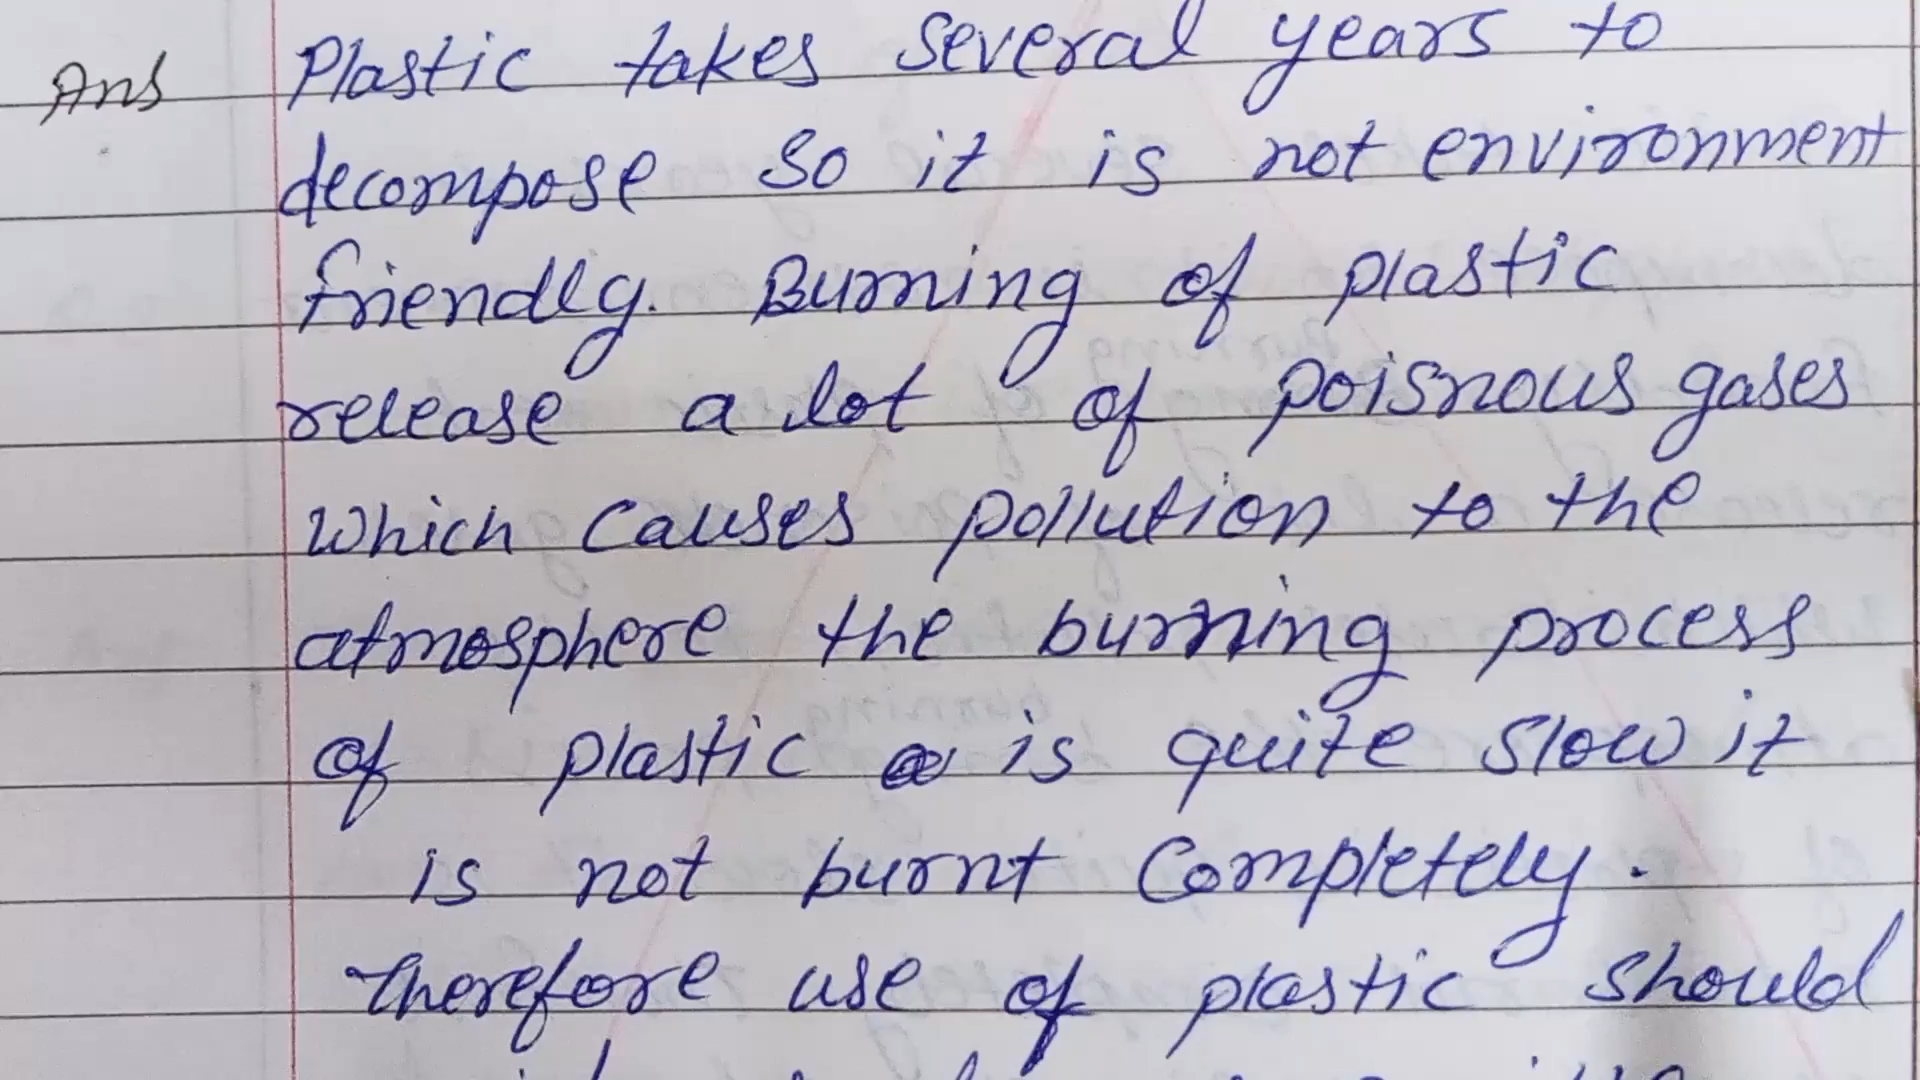 Ans Plastic takes several years to
decompose So it is not environment
friendly. Burning of plastic
release a lot of poisnous gases
which causes pollution to the
atmosphere the burning process
of plastic is quite slow it
is not burnt Completely.
therefore use of plastic should